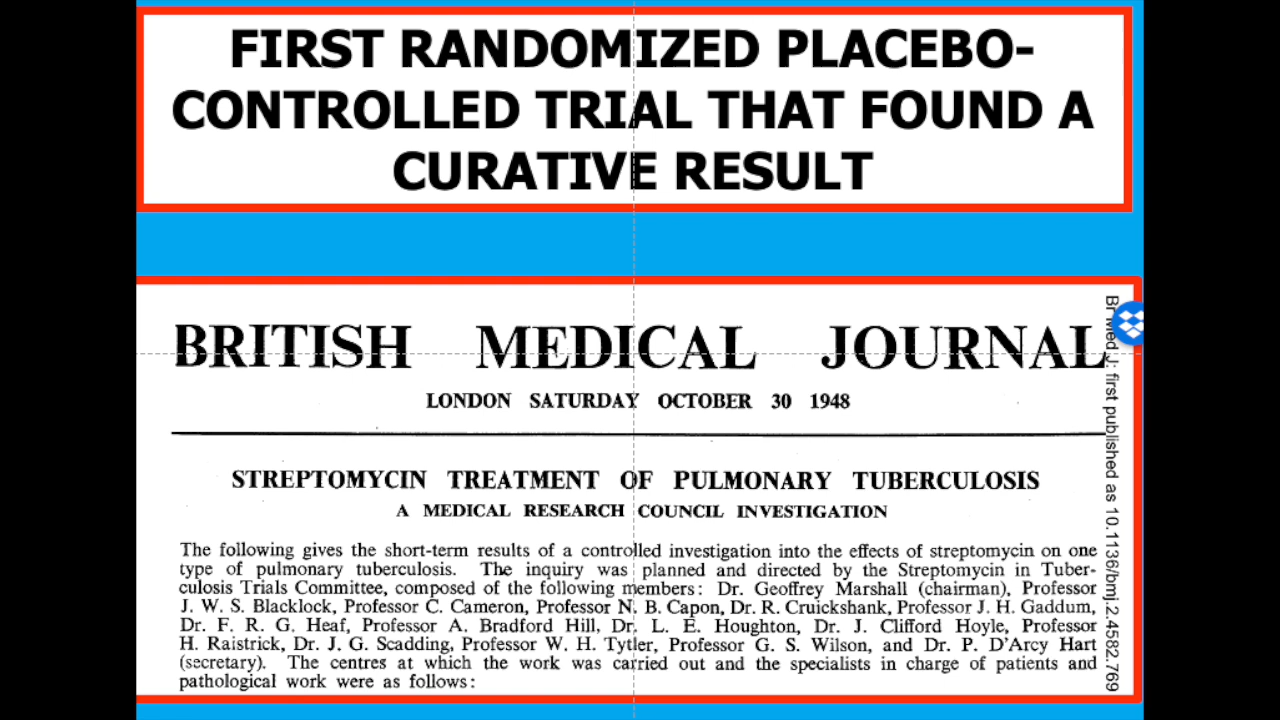 FIRST RANDOMIZED PLACEBO-
CONTROLLED TRIAL THAT FOUND A
CURATIVE RESULT
BRITISH MEDICAL JOURNAL
LONDON SATURDAY OCTOBER 30 1948
STREPTOMYCIN TREATMENT OF PULMONARY TUBERCULOSIS
A MEDICAL RESEARCH COUNCIL INVESTIGATION
The following gives the short-term results of a controlled investigation into the effects of streptomycin on one
type of pulmonary tuberculosis. The inquiry was planned and directed by the Streptomycin in Tuber-
culosis Trials Committee, composed of the following members: Dr. Geoffrey Marshall (chairman), Professor
J. W. S. Blacklock, Professor C. Cameron, Professor N. B. Capon, Dr. R. Cruickshank, Professor J. H. Gaddum,
Dr. F. R. G. Heaf, Professor A. Bradford Hill, Dr. L. E. Houghton, Dr. J. Clifford Hoyle, Professor
H. Raistrick, Dr. J. G. Scadding, Professor W. H. Tytler, Professor G. S. Wilson, and Dr. P. D'Arcy Hart
(secretary). The centres at which the work was carried out and the specialists in charge of patients and
pathological work were as follows:
Br Med J: first published as 10.1136/bmj.2.4582.769